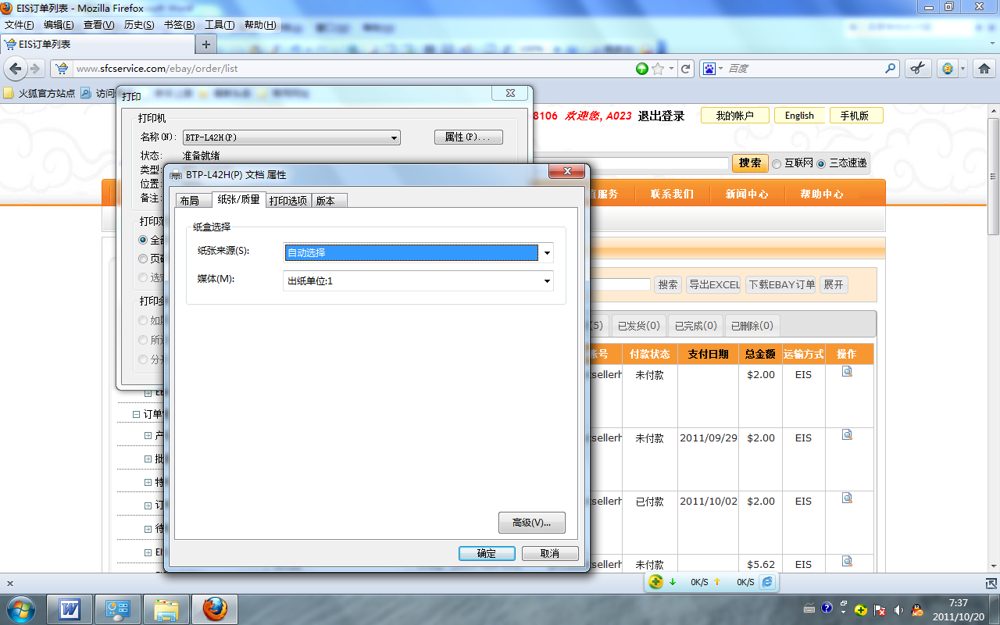 EIS订单列表 - Mozilla Firefox
文件(F) 编辑(E) 查看(V) 历史(S) 书签(B) 工具(T) 帮助(H)
EIS订单列表
www.sfcservice.com/ebay/order/list
百度
火狐官方站点 访问
打印
8106 欢迎您, A023 退出登录 我的帐户 English 手机版
打印机
名称(N): BTP-L42H(P) 属性(P)...
状态: 准备就绪
类型:
位置:
备注:
搜索 互联网 三态速递
BTP-L42H(P) 文档 属性
布局 纸张/质量 打印选项 版本
服务 联系我们 新闻中心 帮助中心
纸盒选择
纸张来源(S): 自动选择
媒体(M): 出纸单位:1
高级(V)...
确定 取消
打印
全
页
选
打印
如
所
分
订单
产
批
特
订
待
EI
搜索 导出EXCEL 下载EBAY订单 展开
(5) 已发货(0) 已完成(0) 已删除(0)
账号 付款状态 支付日期 总金额 运输方式 操作
sellerh 未付款 $2.00 EIS
sellerh 未付款 2011/09/29 $2.00 EIS
sellerh 已付款 2011/10/02 $2.00 EIS
sellerh 未付款 $5.62 EIS
0K/S 0K/S
7:37
2011/10/20